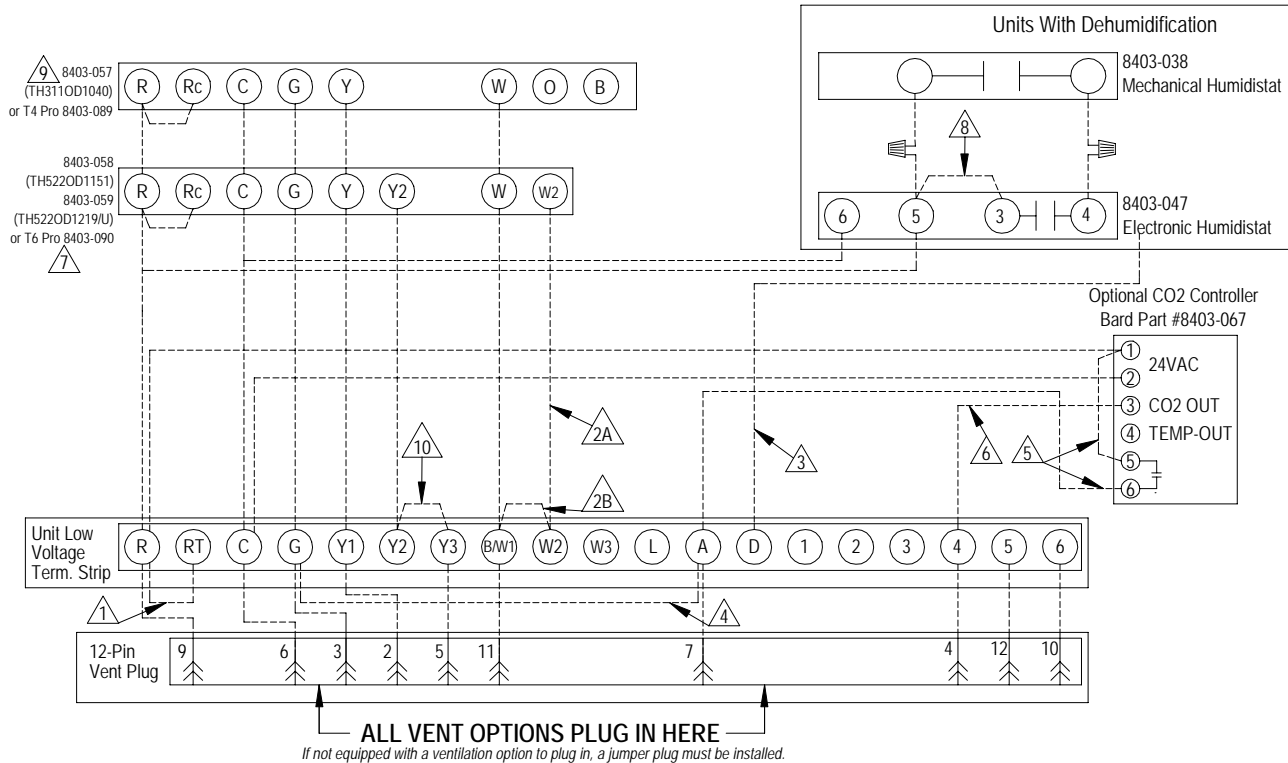 Units With Dehumidification
8403-038
Mechanical Humidistat
9
8403-057
(TH311OD1040)
or T4 Pro 8403-089
R Rc C G Y W O B
8
8403-058
(TH522OD1151)
8403-059
(TH522OD1219/U)
or T6 Pro 8403-090
7
R Rc C G Y Y2 W W2
6 5 3 4
8403-047
Electronic Humidistat
Optional CO2 Controller
Bard Part #8403-067
1
24VAC
2
3 CO2 OUT
4 TEMP-OUT
5
6
2A
10
3
6
5
2B
Unit Low
Voltage
Term. Strip
R RT C G Y1 Y2 Y3 B/W1 W2 W3 L A D 1 2 3 4 5 6
1
4
12-Pin
Vent Plug
9 6 3 2 5 11 7 4 12 10
ALL VENT OPTIONS PLUG IN HERE
If not equipped with a ventilation option to plug in, a jumper plug must be installed.